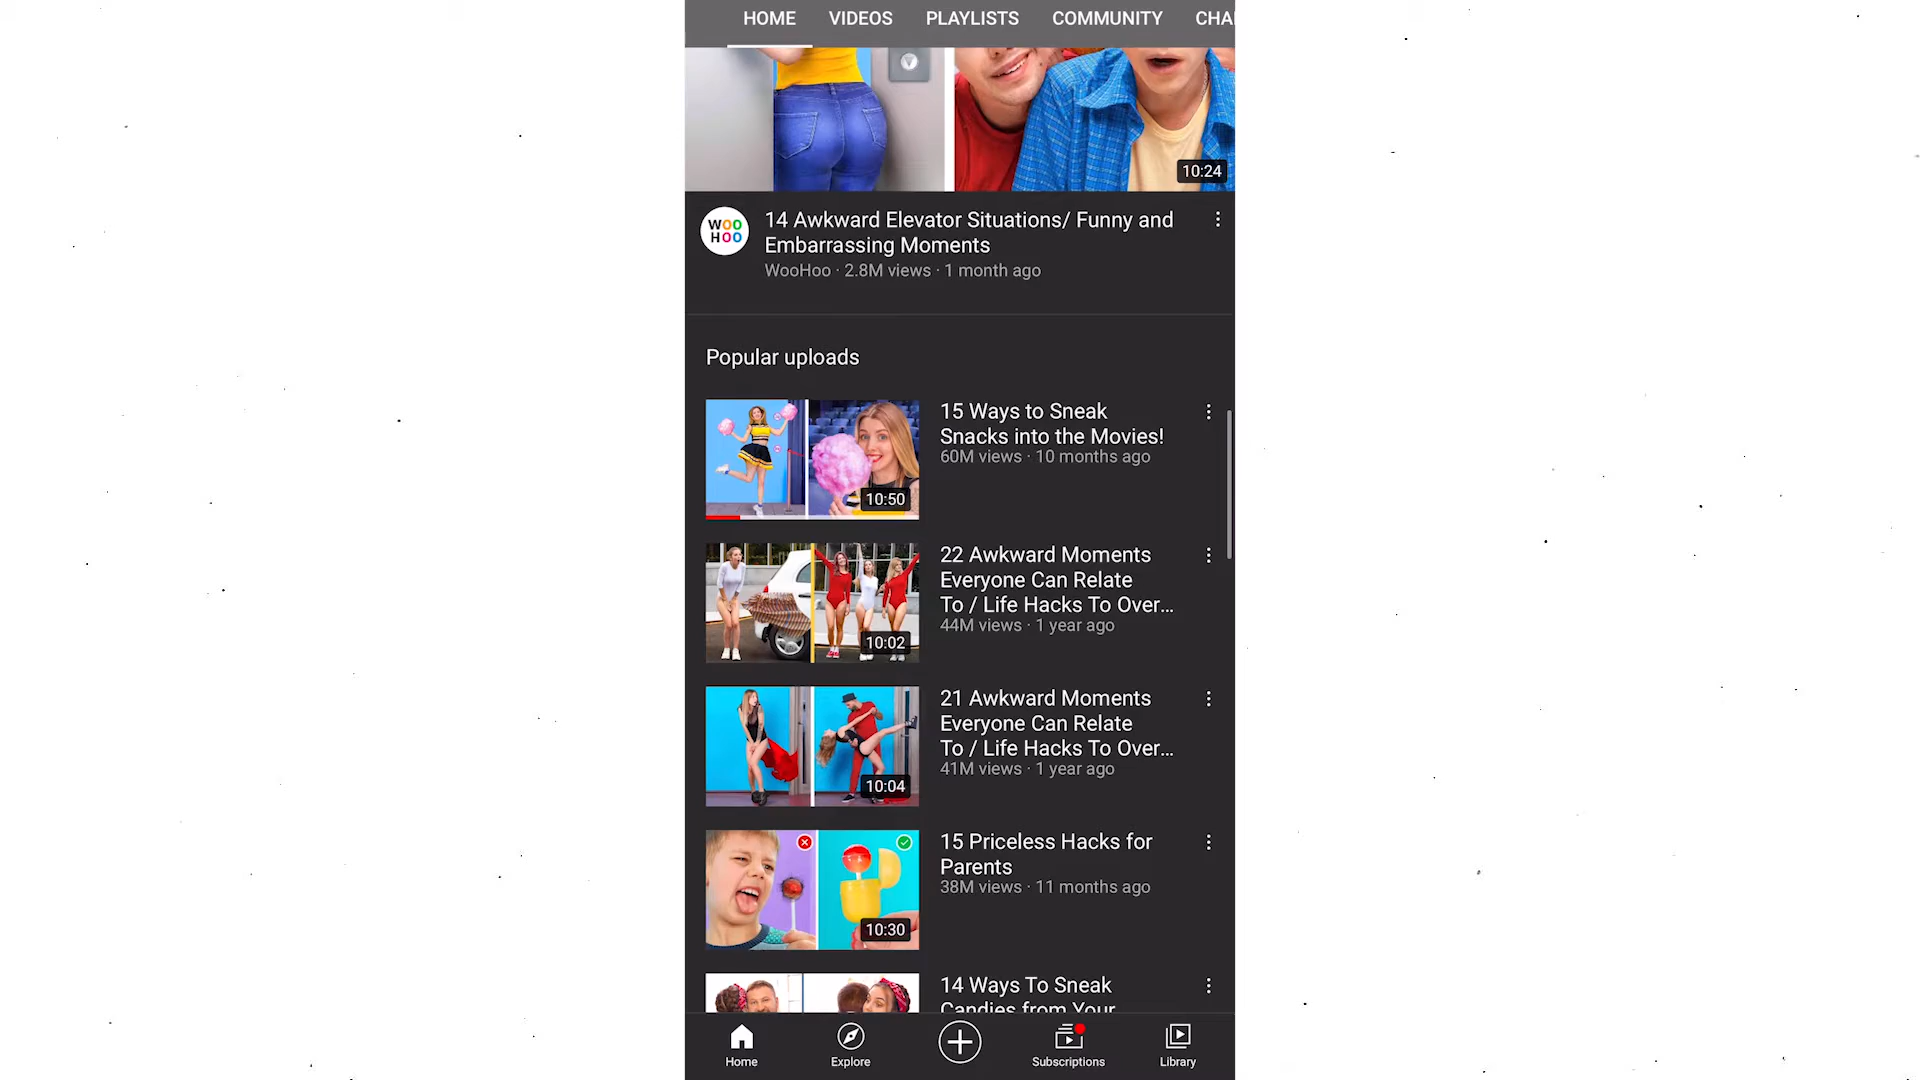 HOME VIDEOS PLAYLISTS COMMUNITY CHA
10:24
WOO
HOO
14 Awkward Elevator Situations/ Funny and
Embarrassing Moments
WooHoo · 2.8M views · 1 month ago
Popular uploads
10:50
15 Ways to Sneak
Snacks into the Movies!
60M views · 10 months ago
10:02
22 Awkward Moments
Everyone Can Relate
To / Life Hacks To Over...
44M views · 1 year ago
10:04
21 Awkward Moments
Everyone Can Relate
To / Life Hacks To Over...
41M views · 1 year ago
10:30
15 Priceless Hacks for
Parents
38M views · 11 months ago
14 Ways To Sneak
Candies from Your
Home Explore Subscriptions Library